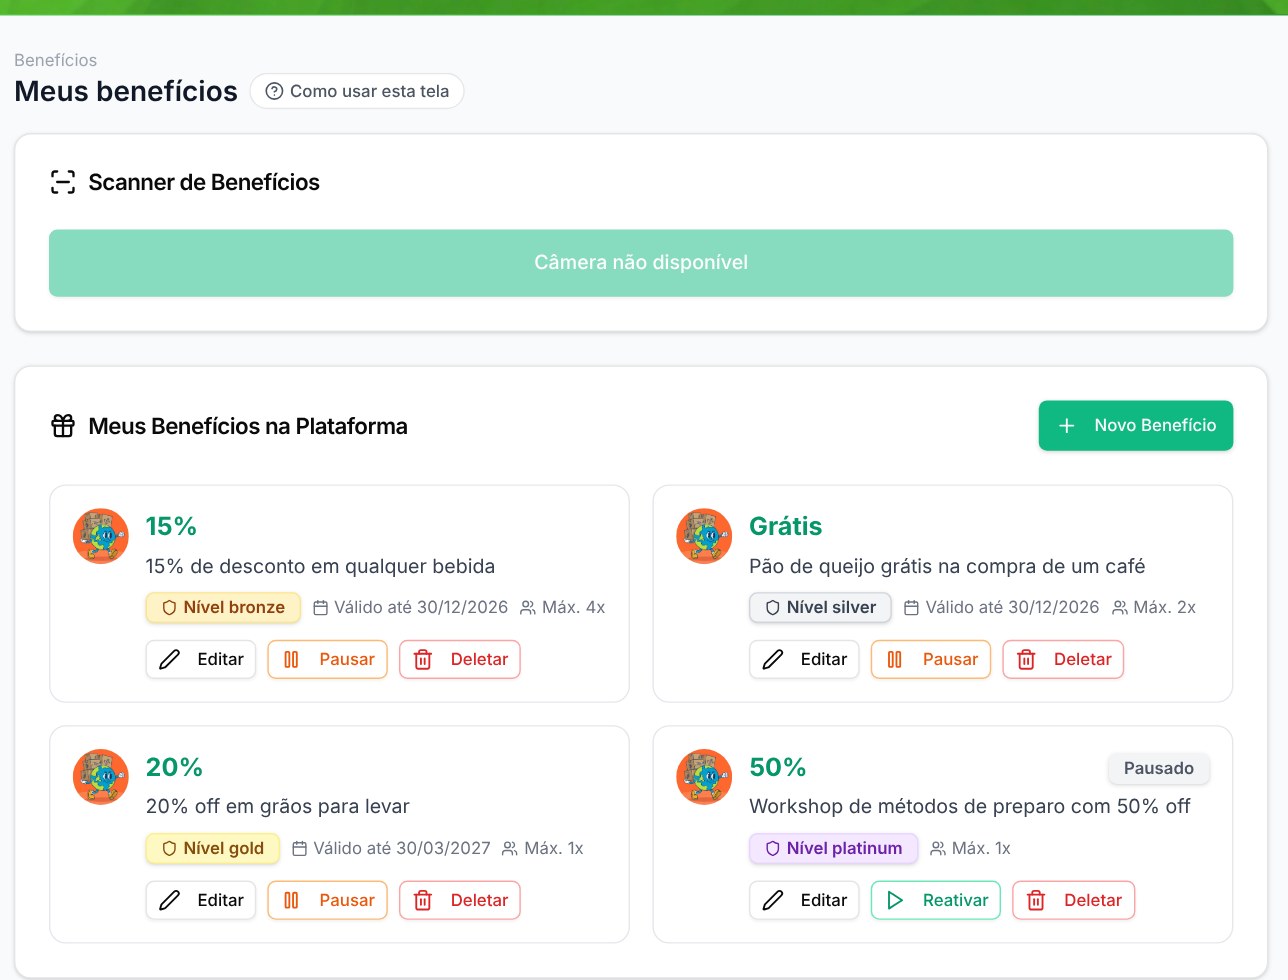 Benefícios
Meus benefícios
Como usar esta tela
Scanner de Benefícios
Câmera não disponível
Meus Benefícios na Plataforma
Novo Benefício
15%
15% de desconto em qualquer bebida
Nível bronze Válido até 30/12/2026 Máx. 4x
Editar Pausar Deletar
Grátis
Pão de queijo grátis na compra de um café
Nível silver Válido até 30/12/2026 Máx. 2x
Editar Pausar Deletar
20%
20% off em grãos para levar
Nível gold Válido até 30/03/2027 Máx. 1x
Editar Pausar Deletar
50% Pausado
Workshop de métodos de preparo com 50% off
Nível platinum Máx. 1x
Editar Reativar Deletar